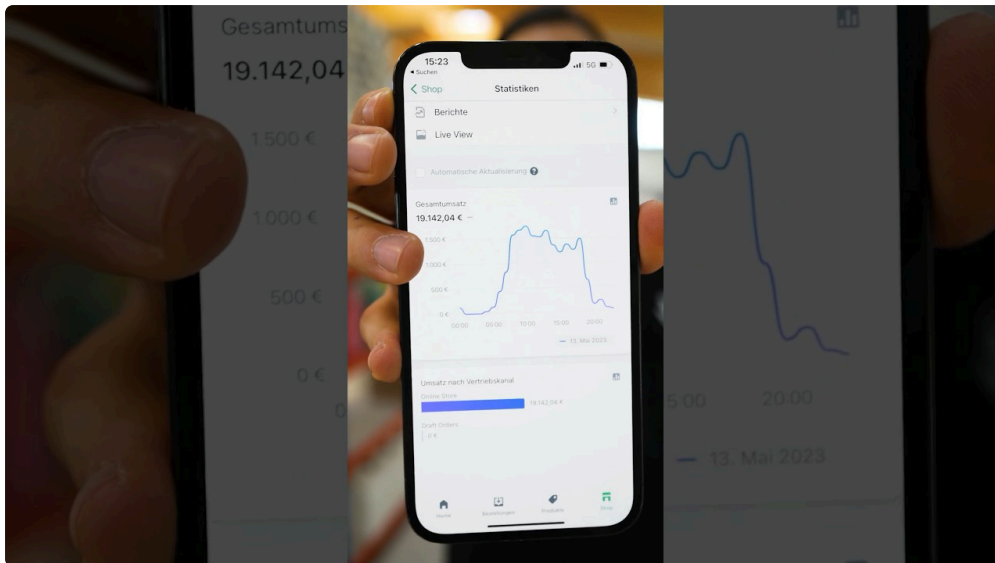 Gesamtums
19.142,04
1.500 €
1.000 €
500 €
0 €
0
15:23
5G
Suchen
Shop
Statistiken
Berichte
Live View
Automatische Aktualisierung ?
Gesamtumsatz
19.142,04 € –
1.500 €
1.000 €
500 €
0 €
00:00 05:00 10:00 15:00 20:00
13. Mai 2023
Umsatz nach Vertriebskanal
Online Store
19.142,04 €
Draft Orders
0 €
Home Bestellungen Produkte Shop
5:00 20:00
13. Mai 2023